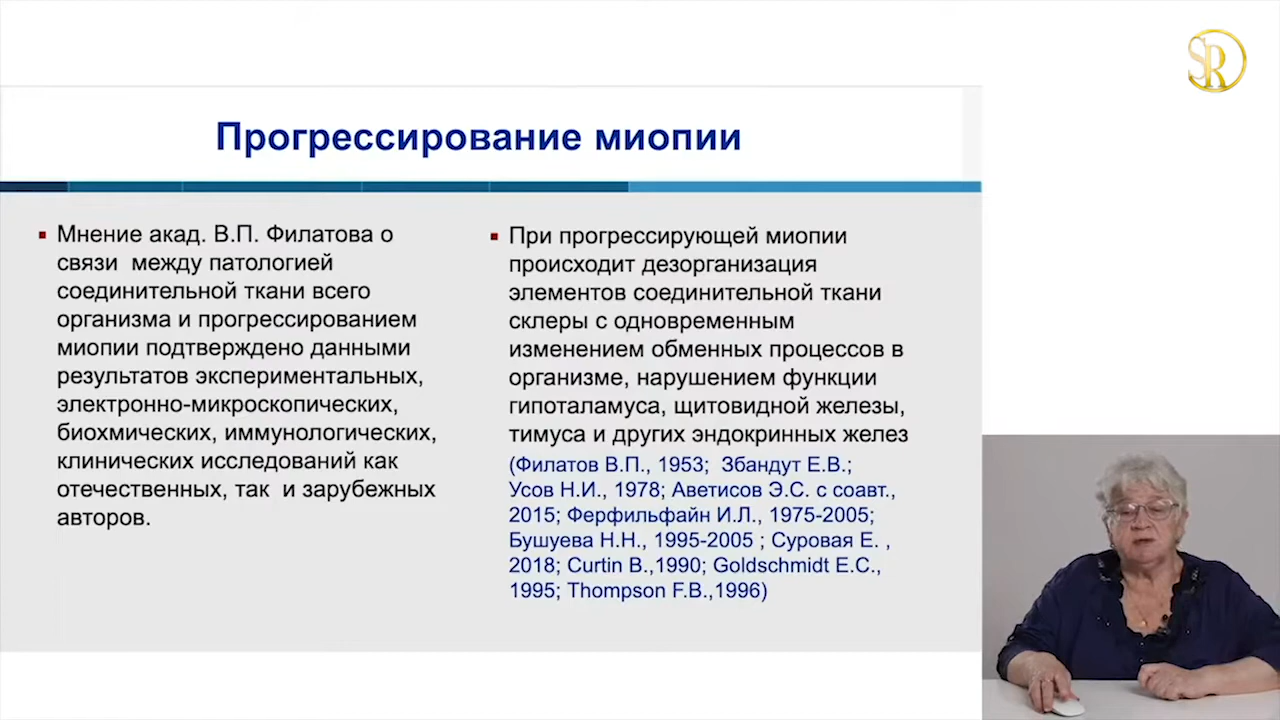 SR
Прогрессирование миопии
Мнение акад. В.П. Филатова о
связи между патологией
соединительной ткани всего
организма и прогрессированием
миопии подтверждено данными
результатов экспериментальных,
электронно-микроскопических,
биохмических, иммунологических,
клинических исследований как
отечественных, так и зарубежных
авторов.
При прогрессирующей миопии
происходит дезорганизация
элементов соединительной ткани
склеры с одновременным
изменением обменных процессов в
организме, нарушением функции
гипоталамуса, щитовидной железы,
тимуса и других эндокринных желез
(Филатов В.П., 1953; Збандут Е.В.;
Усов Н.И., 1978; Аветисов Э.С. с соавт.,
2015; Ферфильфайн И.Л., 1975-2005;
Бушуева Н.Н., 1995-2005 ; Суровая Е. ,
2018; Curtin B.,1990; Goldschmidt E.C.,
1995; Thompson F.B.,1996)